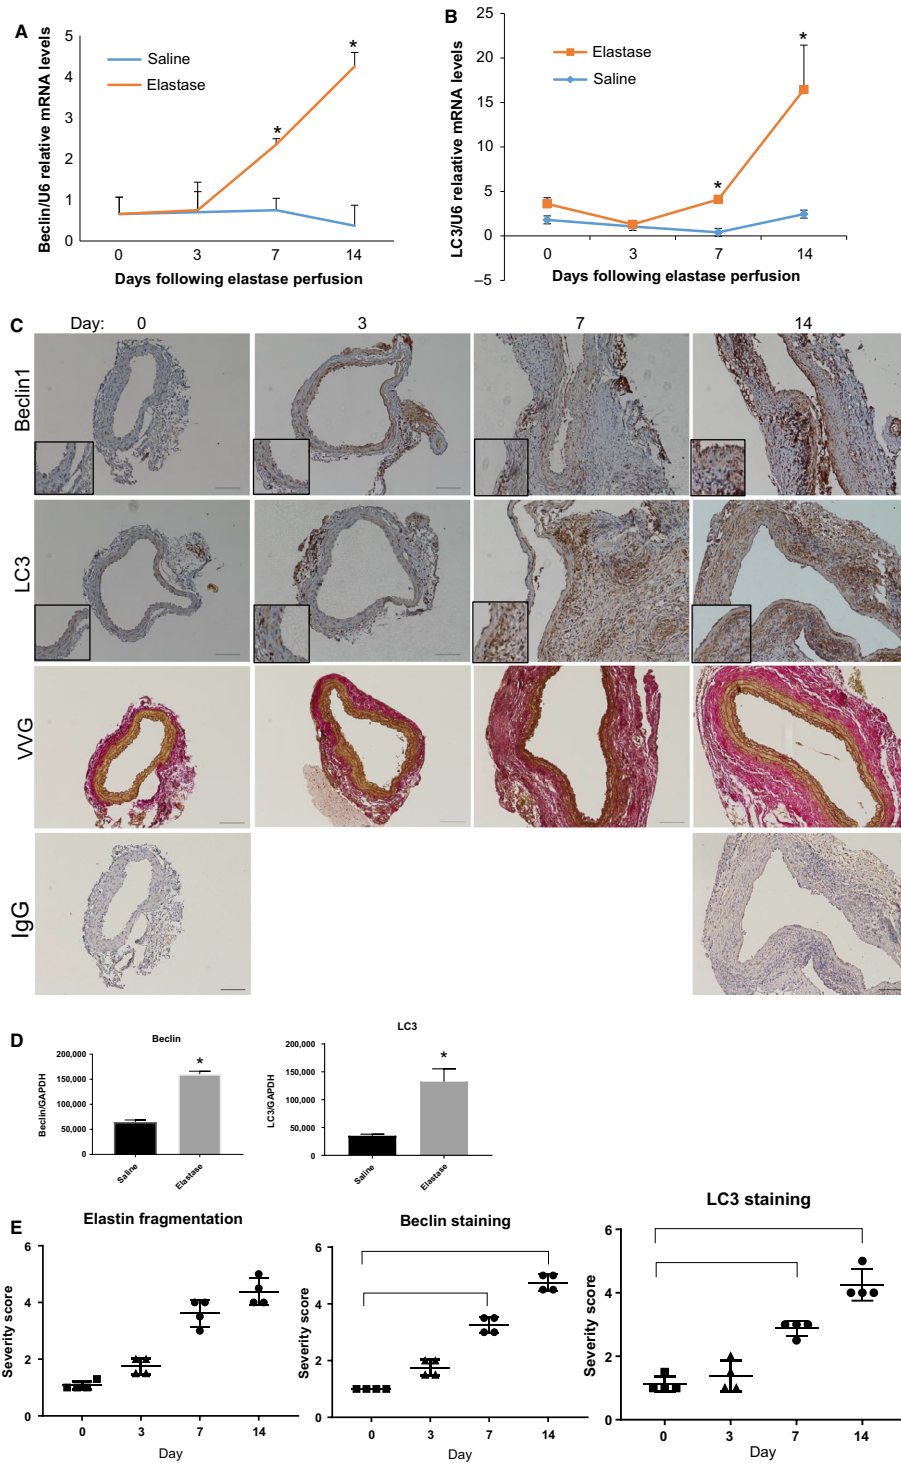 A
Beclin/U6 relative mRNA levels
5
4
3
2
1
0
Saline
Elastase
*
*
0 3 7 14
Days following elastase perfusion
B
LC3/U6 relaative mRNA levels
25
20
15
10
5
0
–5
Elastase
Saline
*
*
0 3 7 14
Days following elastase perfusion
C
Day: 0 3 7 14
Beclin1
LC3
VVG
IgG
D
Beclin
Beclin/GAPDH
200,000
150,000
100,000
50,000
0
*
Saline
Elastase
LC3
LC3/GAPDH
200,000
150,000
100,000
50,000
0
*
Saline
Elastase
E
Elastin fragmentation
Severity score
6
4
2
0
0 3 7 14
Day
Beclin staining
Severity score
6
4
2
0
0 3 7 14
Day
LC3 staining
Severity score
6
4
2
0
0 3 7 14
Day